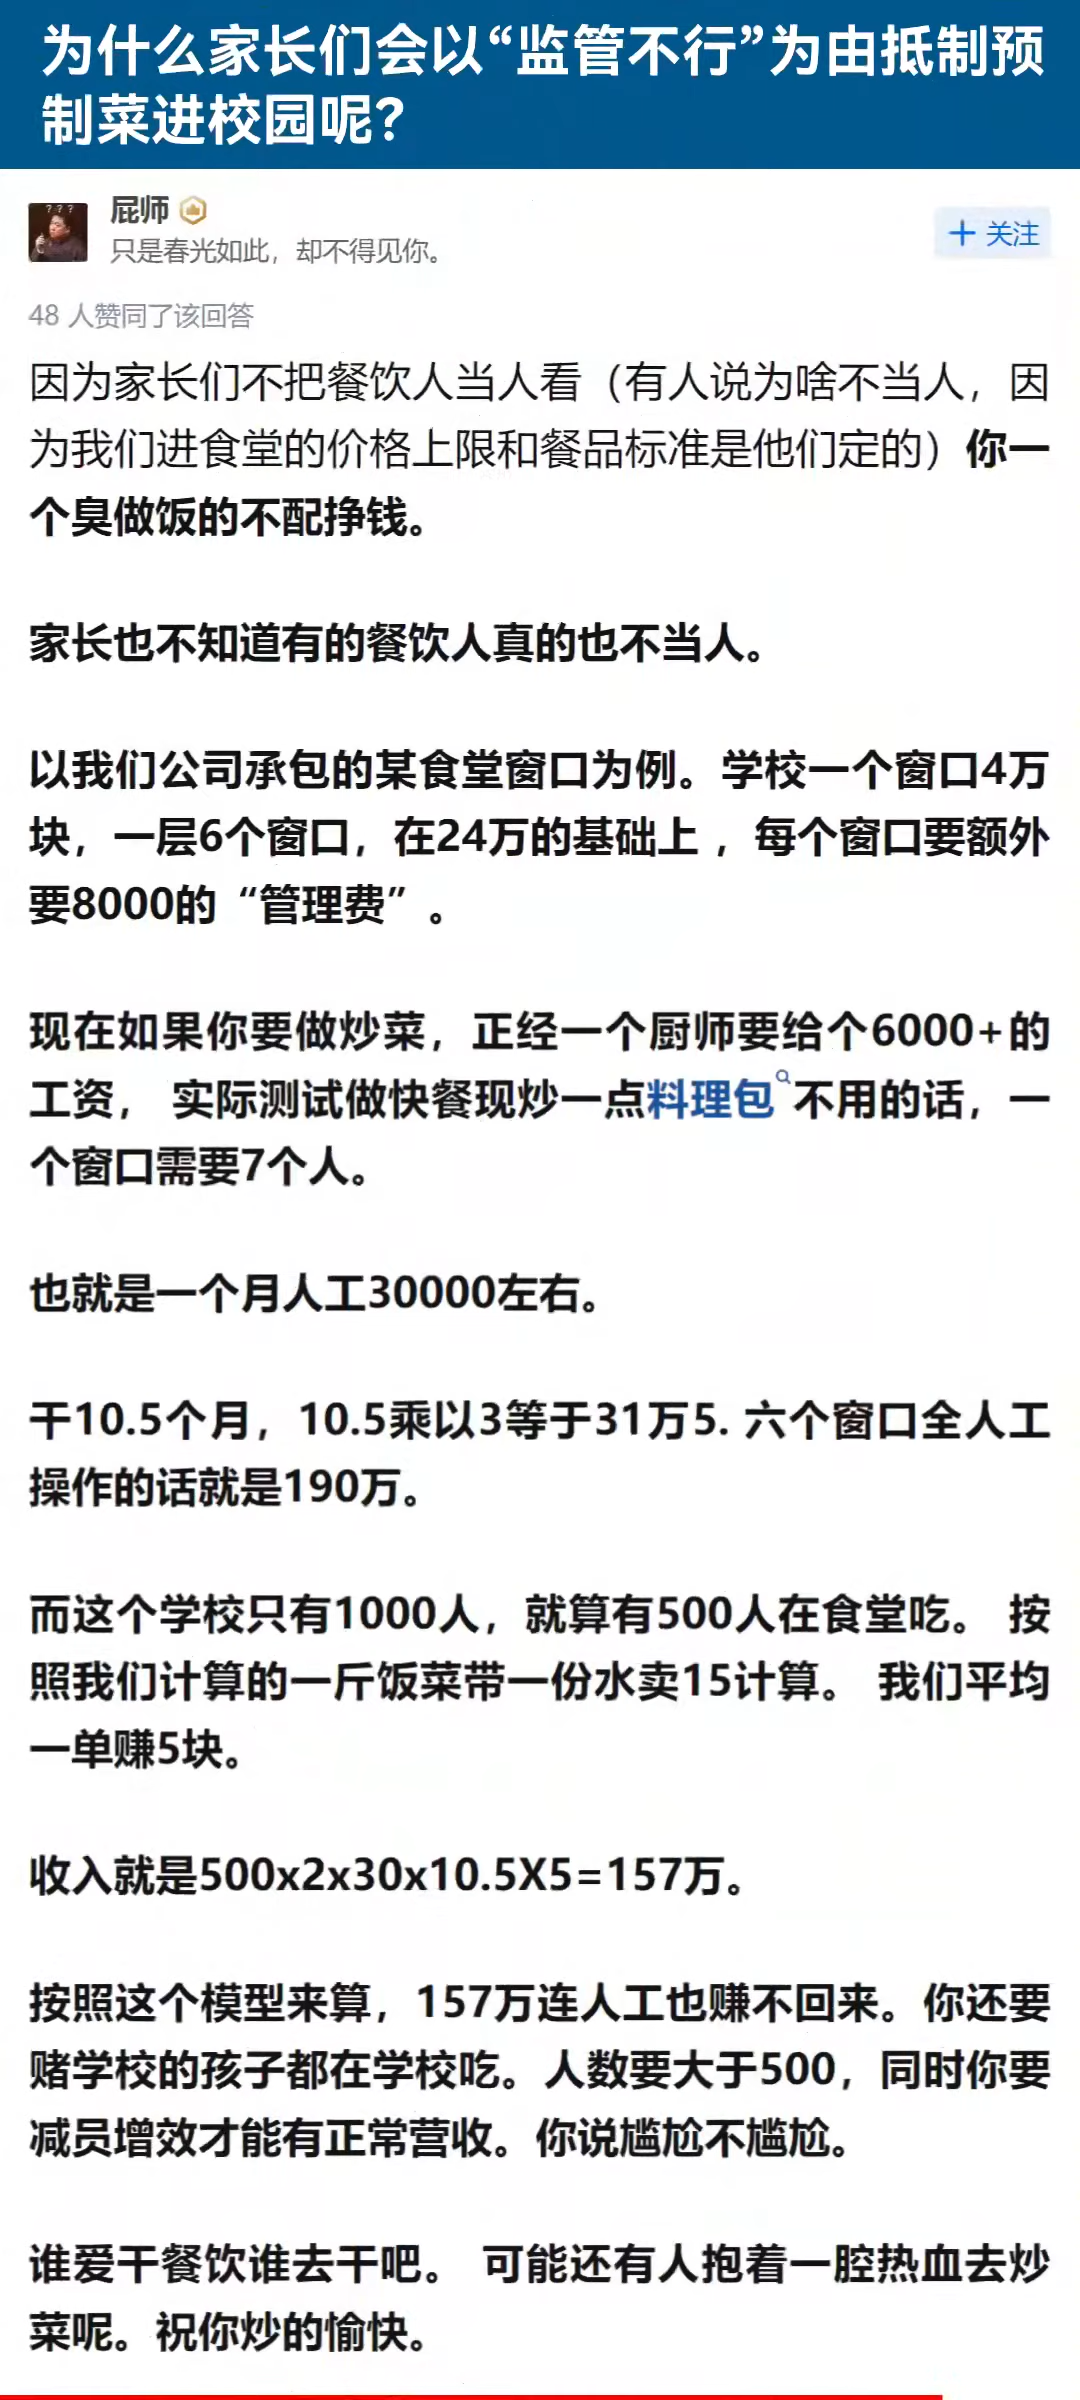 为什么家长们会以“监管不行”为由抵制预
制菜进校园呢？
? ? ?
屁师
只是春光如此，却不得见你。
+ 关注
48 人赞同了该回答
因为家长们不把餐饮人当人看（有人说为啥不当人，因
为我们进食堂的价格上限和餐品标准是他们定的）你一
个臭做饭的不配挣钱。
家长也不知道有的餐饮人真的也不当人。
以我们公司承包的某食堂窗口为例。学校一个窗口4万
块，一层6个窗口，在24万的基础上 ，每个窗口要额外
要8000的“管理费” 。
现在如果你要做炒菜，正经一个厨师要给个6000+的
工资， 实际测试做快餐现炒一点料理包 不用的话，一
个窗口需要7个人。
也就是一个月人工30000左右。
干10.5个月，10.5乘以3等于31万5. 六个窗口全人工
操作的话就是190万。
而这个学校只有1000人，就算有500人在食堂吃。 按
照我们计算的一斤饭菜带一份水卖15计算。 我们平均
一单赚5块。
收入就是500x2x30x10.5X5=157万。
按照这个模型来算，157万连人工也赚不回来。你还要
赌学校的孩子都在学校吃。人数要大于500，同时你要
减员增效才能有正常营收。你说尴尬不尴尬。
谁爱干餐饮谁去干吧。 可能还有人抱着一腔热血去炒
菜呢。祝你炒的愉快。